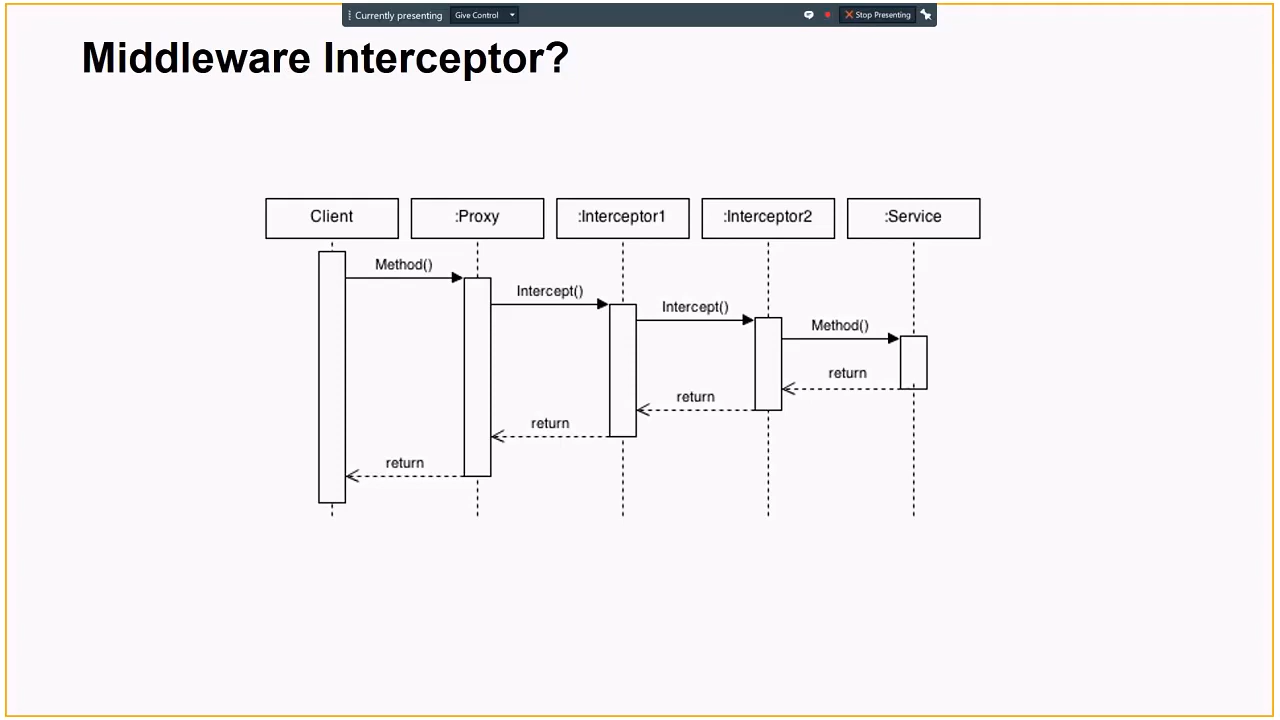 Currently presenting Give Control Stop Presenting
Middleware Interceptor?
Client :Proxy :Interceptor1 :Interceptor2 :Service
Method()
Intercept()
Intercept()
Method()
return
return
return
return